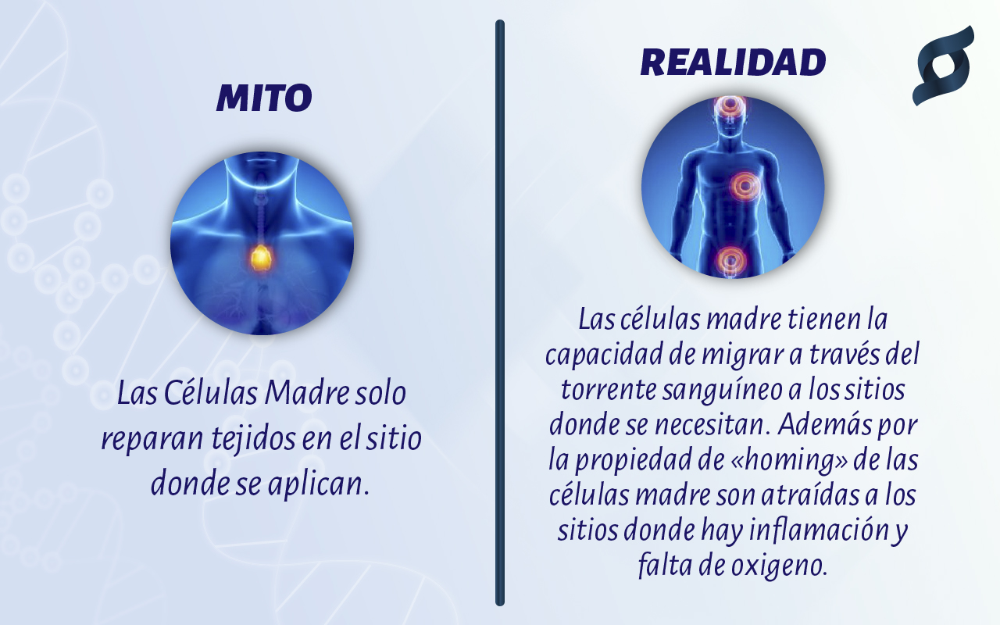 MITO
Las Células Madre solo
reparan tejidos en el sitio
donde se aplican.
REALIDAD
Las células madre tienen la
capacidad de migrar a través del
torrente sanguíneo a los sitios
donde se necesitan. Además por
la propiedad de «homing» de las
células madre son atraídas a los
sitios donde hay inflamación y
falta de oxigeno.